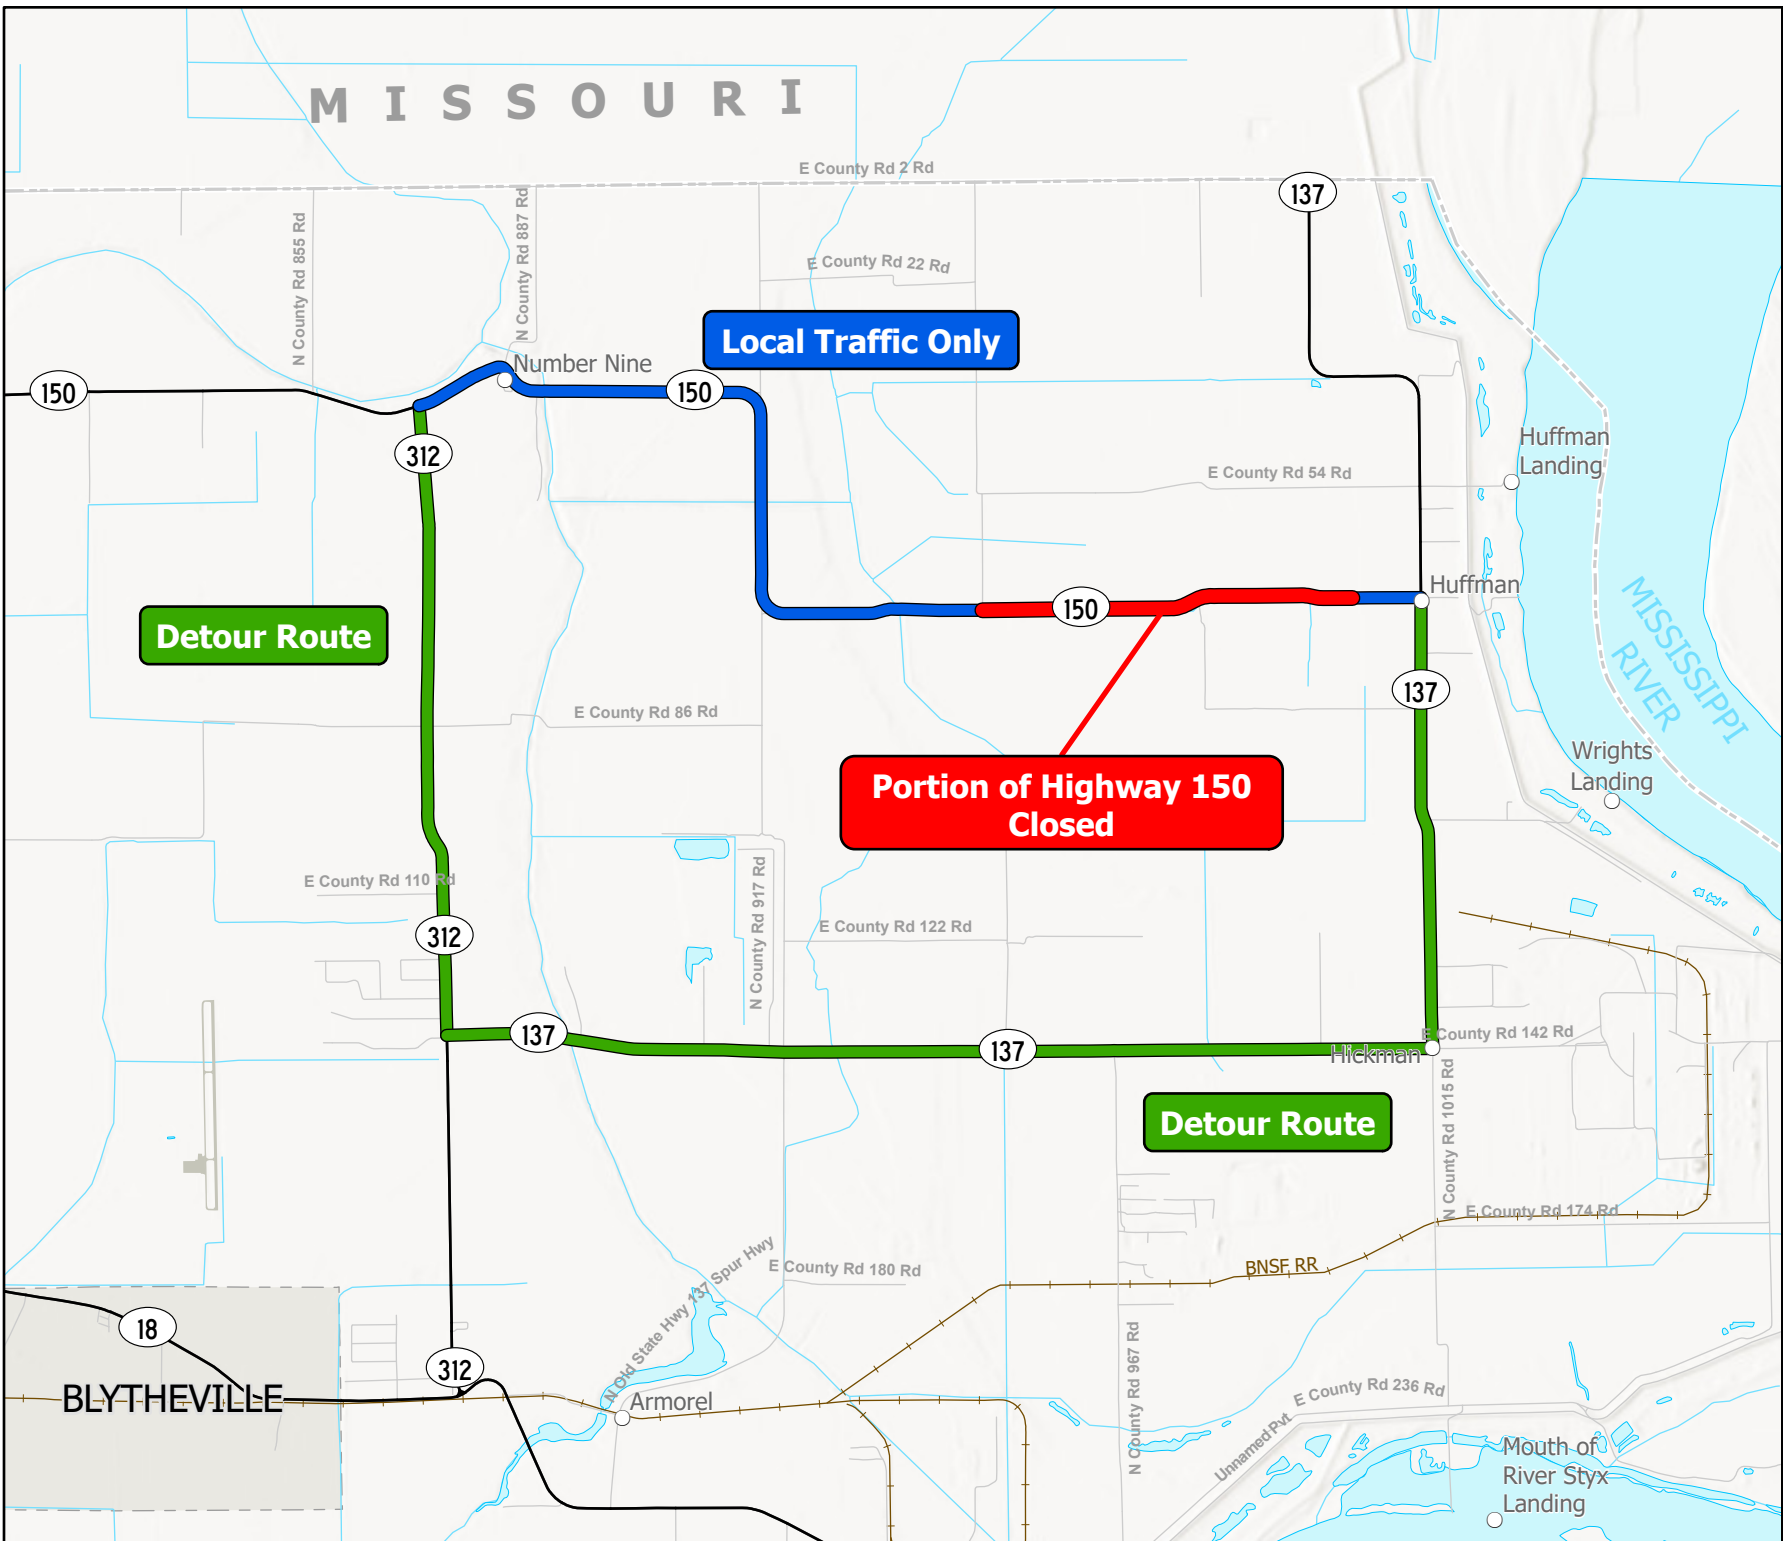 MISSOURI
E County Rd 2 Rd
137
N County Rd 855 Rd
N County Rd 887 Rd
E County Rd 22 Rd
Local Traffic Only
Number Nine
150
150
312
Huffman
Landing
E County Rd 54 Rd
Huffman
150
Detour Route
MISSISSIPPI
RIVER
137
E County Rd 86 Rd
Wrights
Landing
Portion of Highway 150
Closed
E County Rd 110 Rd
N County Rd 917 Rd
312
E County Rd 122 Rd
137
137
E County Rd 142 Rd
Hickman
N County Rd 1015 Rd
Detour Route
E County Rd 174 Rd
N Old State Hwy 137 Spur Hwy
E County Rd 180 Rd
BNSF RR
18
312
N County Rd 967 Rd
BLYTHEVILLE
Armorel
E County Rd 236 Rd
Unnamed Pvt
Mouth of
River Styx
Landing